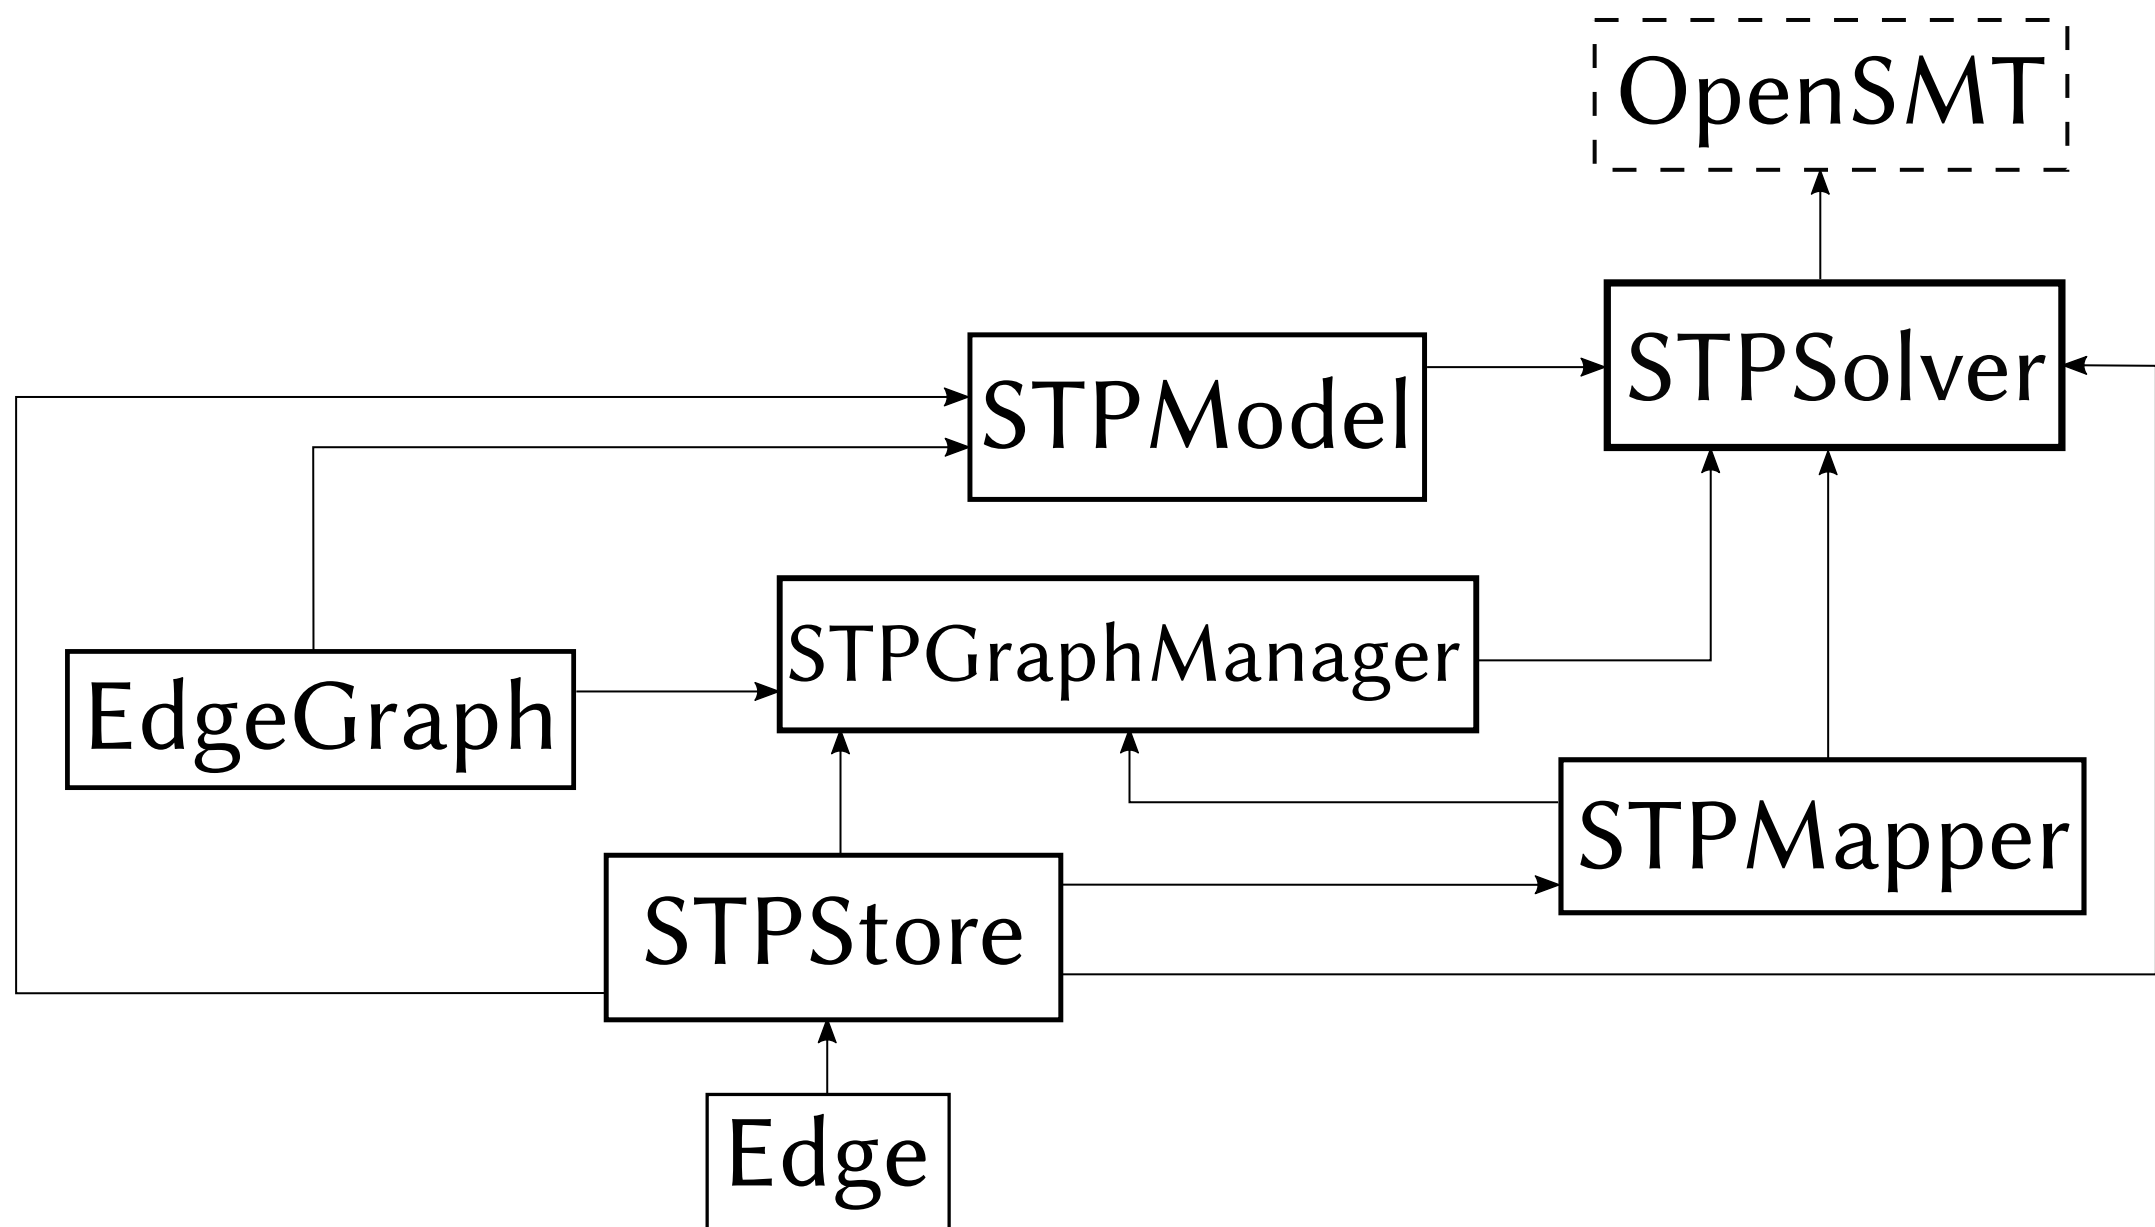 OpenSMT
STPSolver
STPModel
STPGraphManager
EdgeGraph
STPMapper
STPStore
Edge